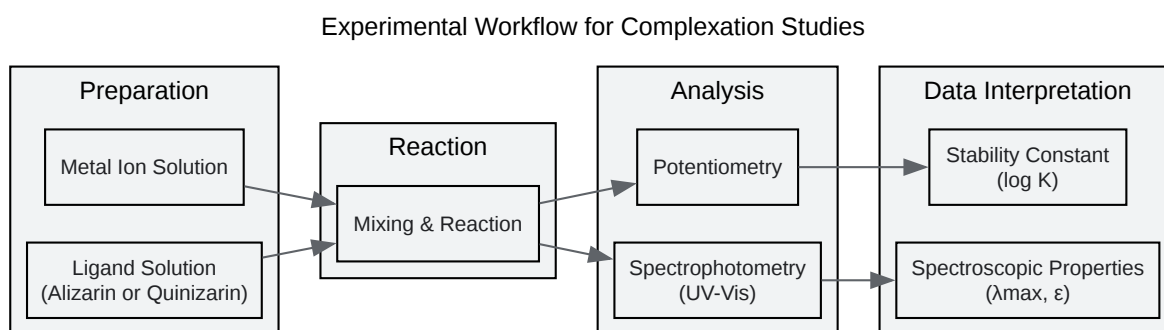 Experimental Workflow for Complexation Studies
Preparation
Metal Ion Solution
Ligand Solution
(Alizarin or Quinizarin)
Reaction
Mixing & Reaction
Analysis
Potentiometry
Spectrophotometry
(UV-Vis)
Data Interpretation
Stability Constant
(log K)
Spectroscopic Properties
(λmax, ε)